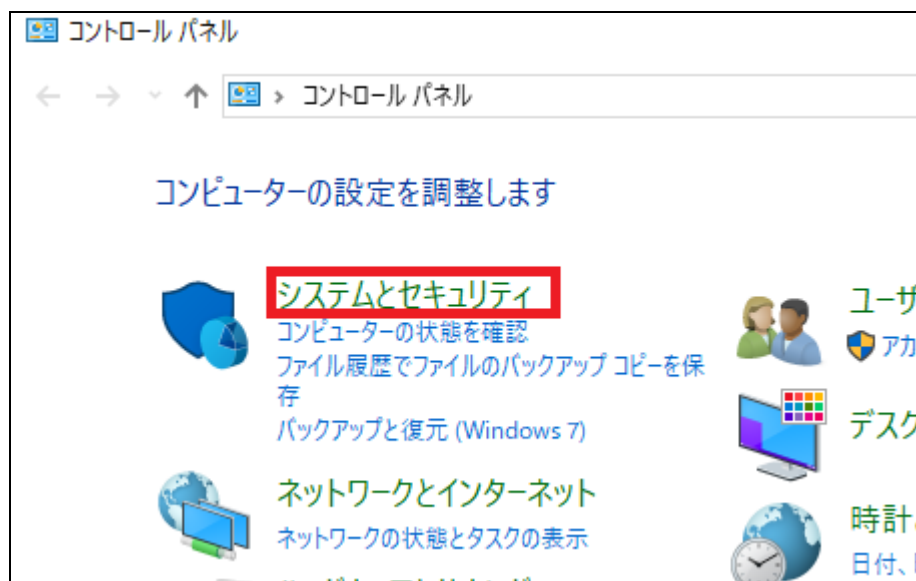 コントロール パネル
コントロール パネル
コンピューターの設定を調整します
システムとセキュリティ
コンピューターの状態を確認
ファイル履歴でファイルのバックアップ コピーを保
存
バックアップと復元 (Windows 7)
ネットワークとインターネット
ネットワークの状態とタスクの表示
ユーザ
アカ
デスク
時計、
日付、